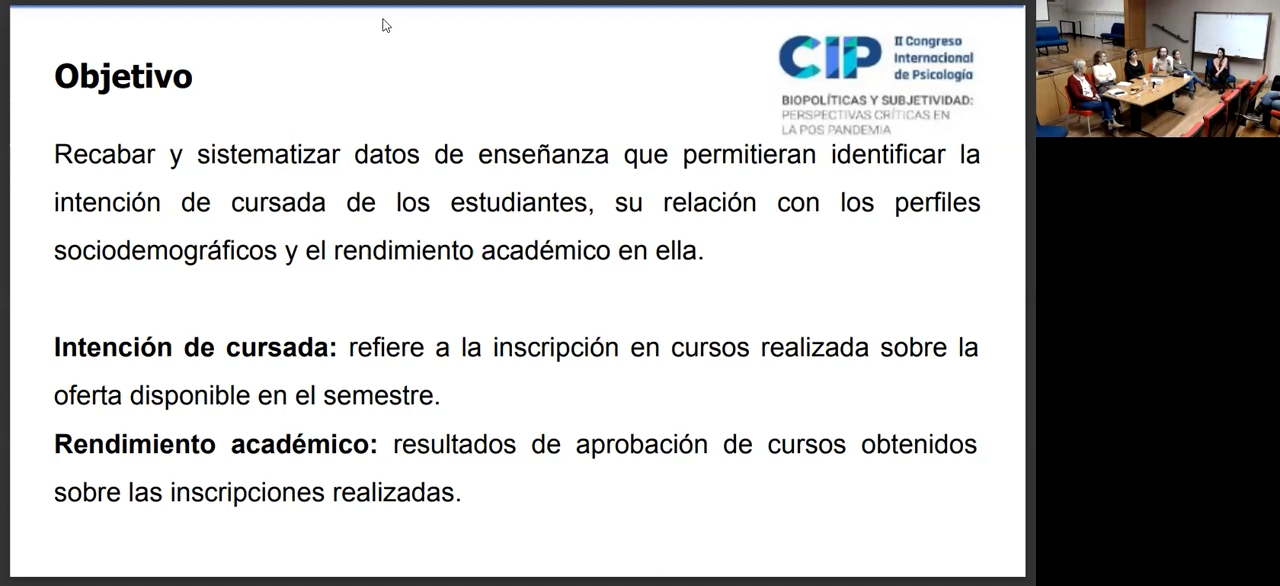 Objetivo
CIP
II Congreso
Internacional
de Psicología
BIOPOLÍTICAS Y SUBJETIVIDAD:
PERSPECTIVAS CRÍTICAS EN
LA POS PANDEMIA
Recabar y sistematizar datos de enseñanza que permitieran identificar la
intención de cursada de los estudiantes, su relación con los perfiles
sociodemográficos y el rendimiento académico en ella.
Intención de cursada: refiere a la inscripción en cursos realizada sobre la
oferta disponible en el semestre.
Rendimiento académico: resultados de aprobación de cursos obtenidos
sobre las inscripciones realizadas.